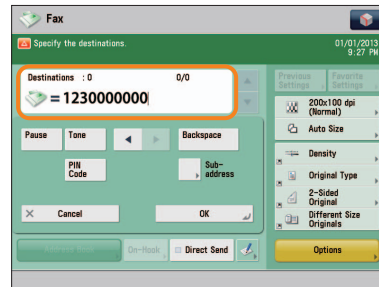 Fax
Specify the destinations.
01/01/2013
9:27 PM
Destinations : 0
0/0
= 1230000000
Previous Settings
Favorite Settings
200x100 dpi
(Normal)
Auto Size
Density
Original Type
2-Sided
Original
Different Size
Originals
Options
Pause
Tone
Backspace
PIN
Code
Sub-
address
Cancel
OK
On-Hook
Direct Send